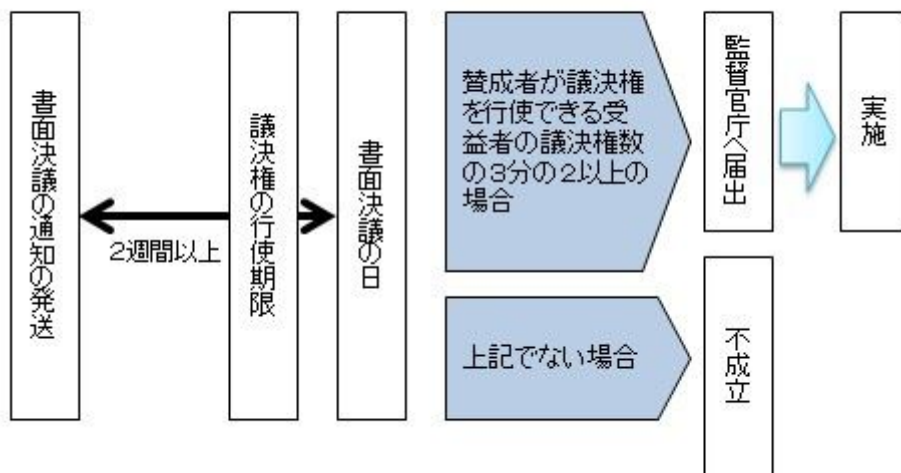 書面決議の通知の発送
2週間以上
議決権の行使期限
書面決議の日
賛成者が議決権
を行使できる受
益者の議決権数
の3分の2以上の
場合
監督官庁へ届出
実施
上記でない場合
不成立